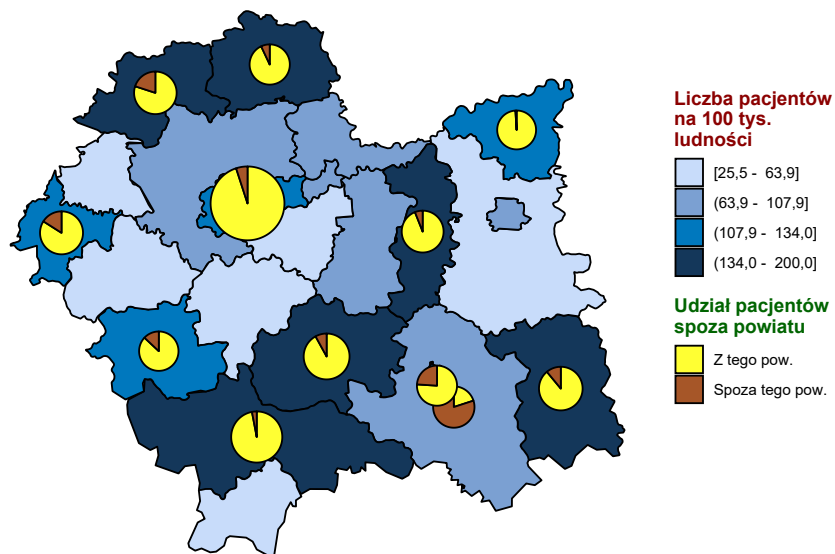 Liczba pacjentów
na 100 tys.
ludności
[25,5 - 63,9]
(63,9 - 107,9]
(107,9 - 134,0]
(134,0 - 200,0]
Udział pacjentów
spoza powiatu
Z tego pow.
Spoza tego pow.